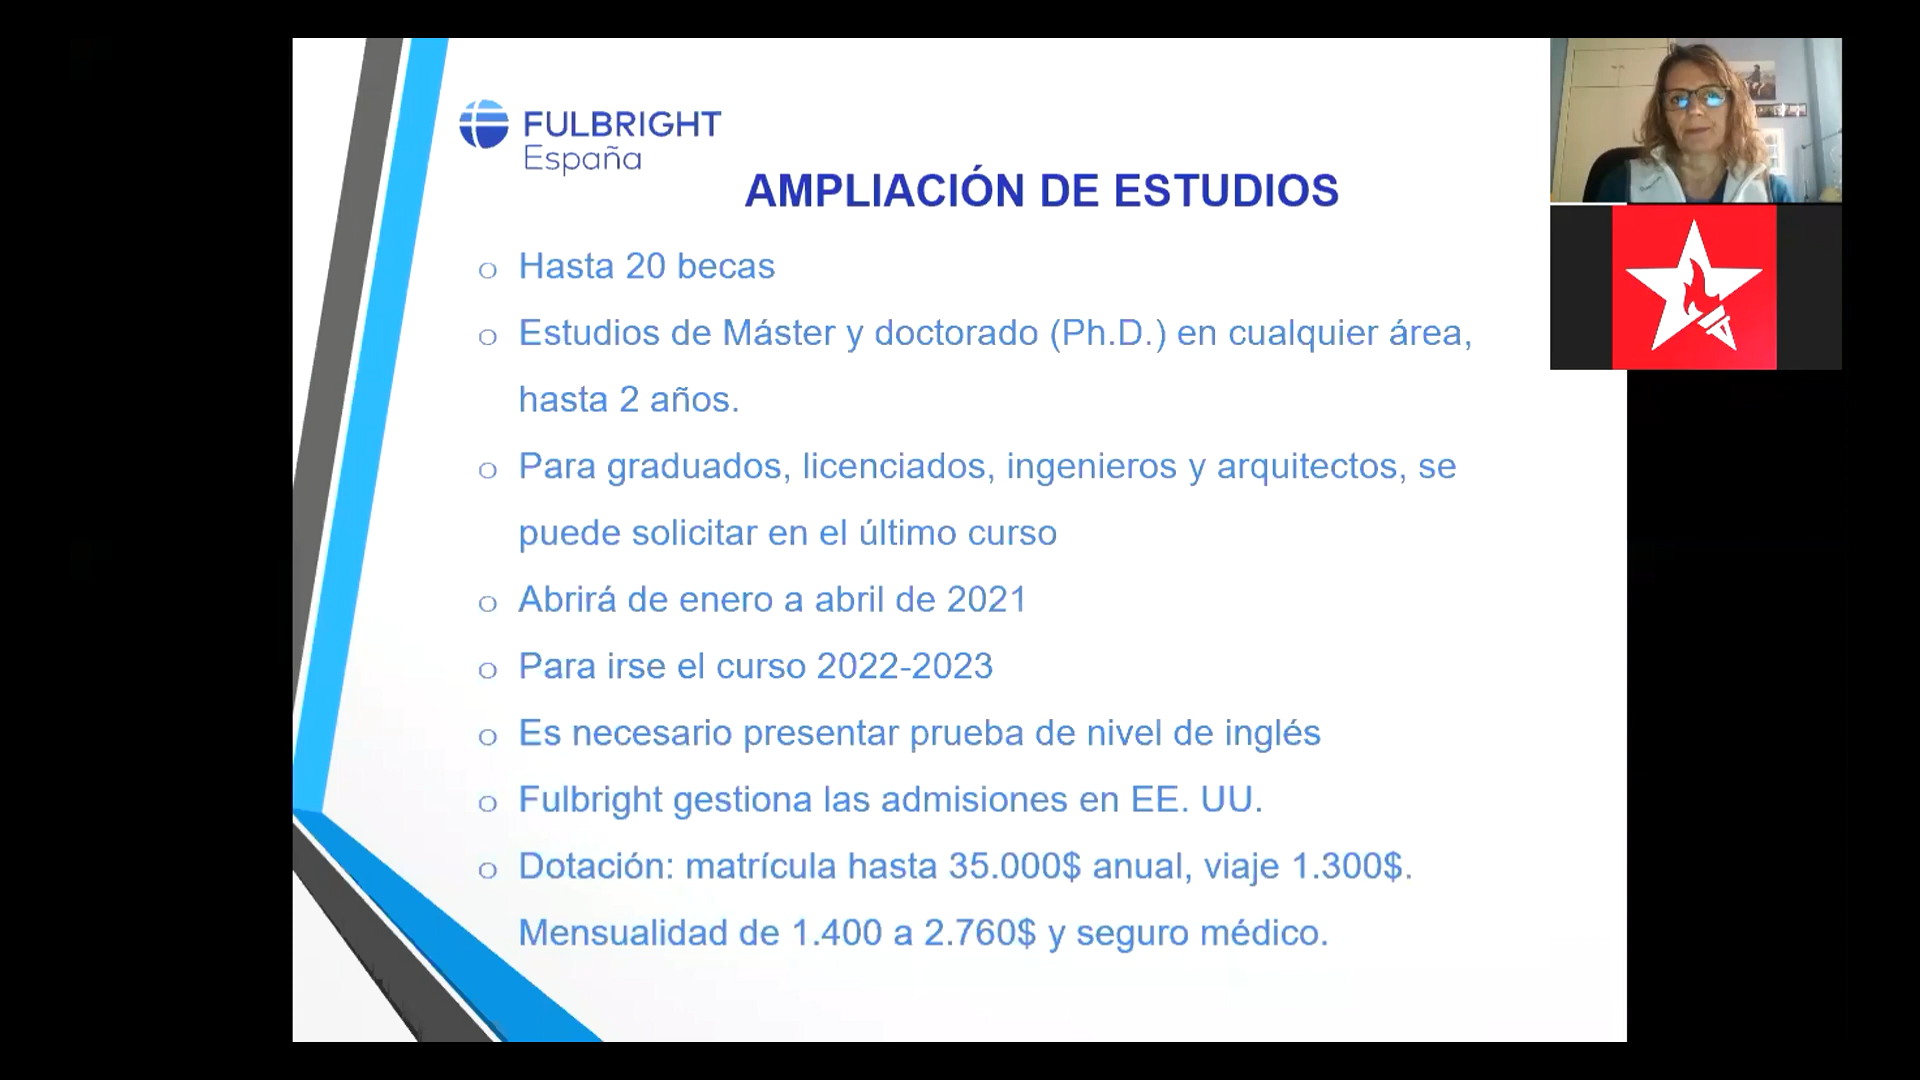 FULBRIGHT
España
AMPLIACIÓN DE ESTUDIOS
o Hasta 20 becas
o Estudios de Máster y doctorado (Ph.D.) en cualquier área,
hasta 2 años.
o Para graduados, licenciados, ingenieros y arquitectos, se
puede solicitar en el último curso
o Abrirá de enero a abril de 2021
o Para irse el curso 2022-2023
o Es necesario presentar prueba de nivel de inglés
o Fulbright gestiona las admisiones en EE. UU.
o Dotación: matrícula hasta 35.000$ anual, viaje 1.300$.
Mensualidad de 1.400 a 2.760$ y seguro médico.